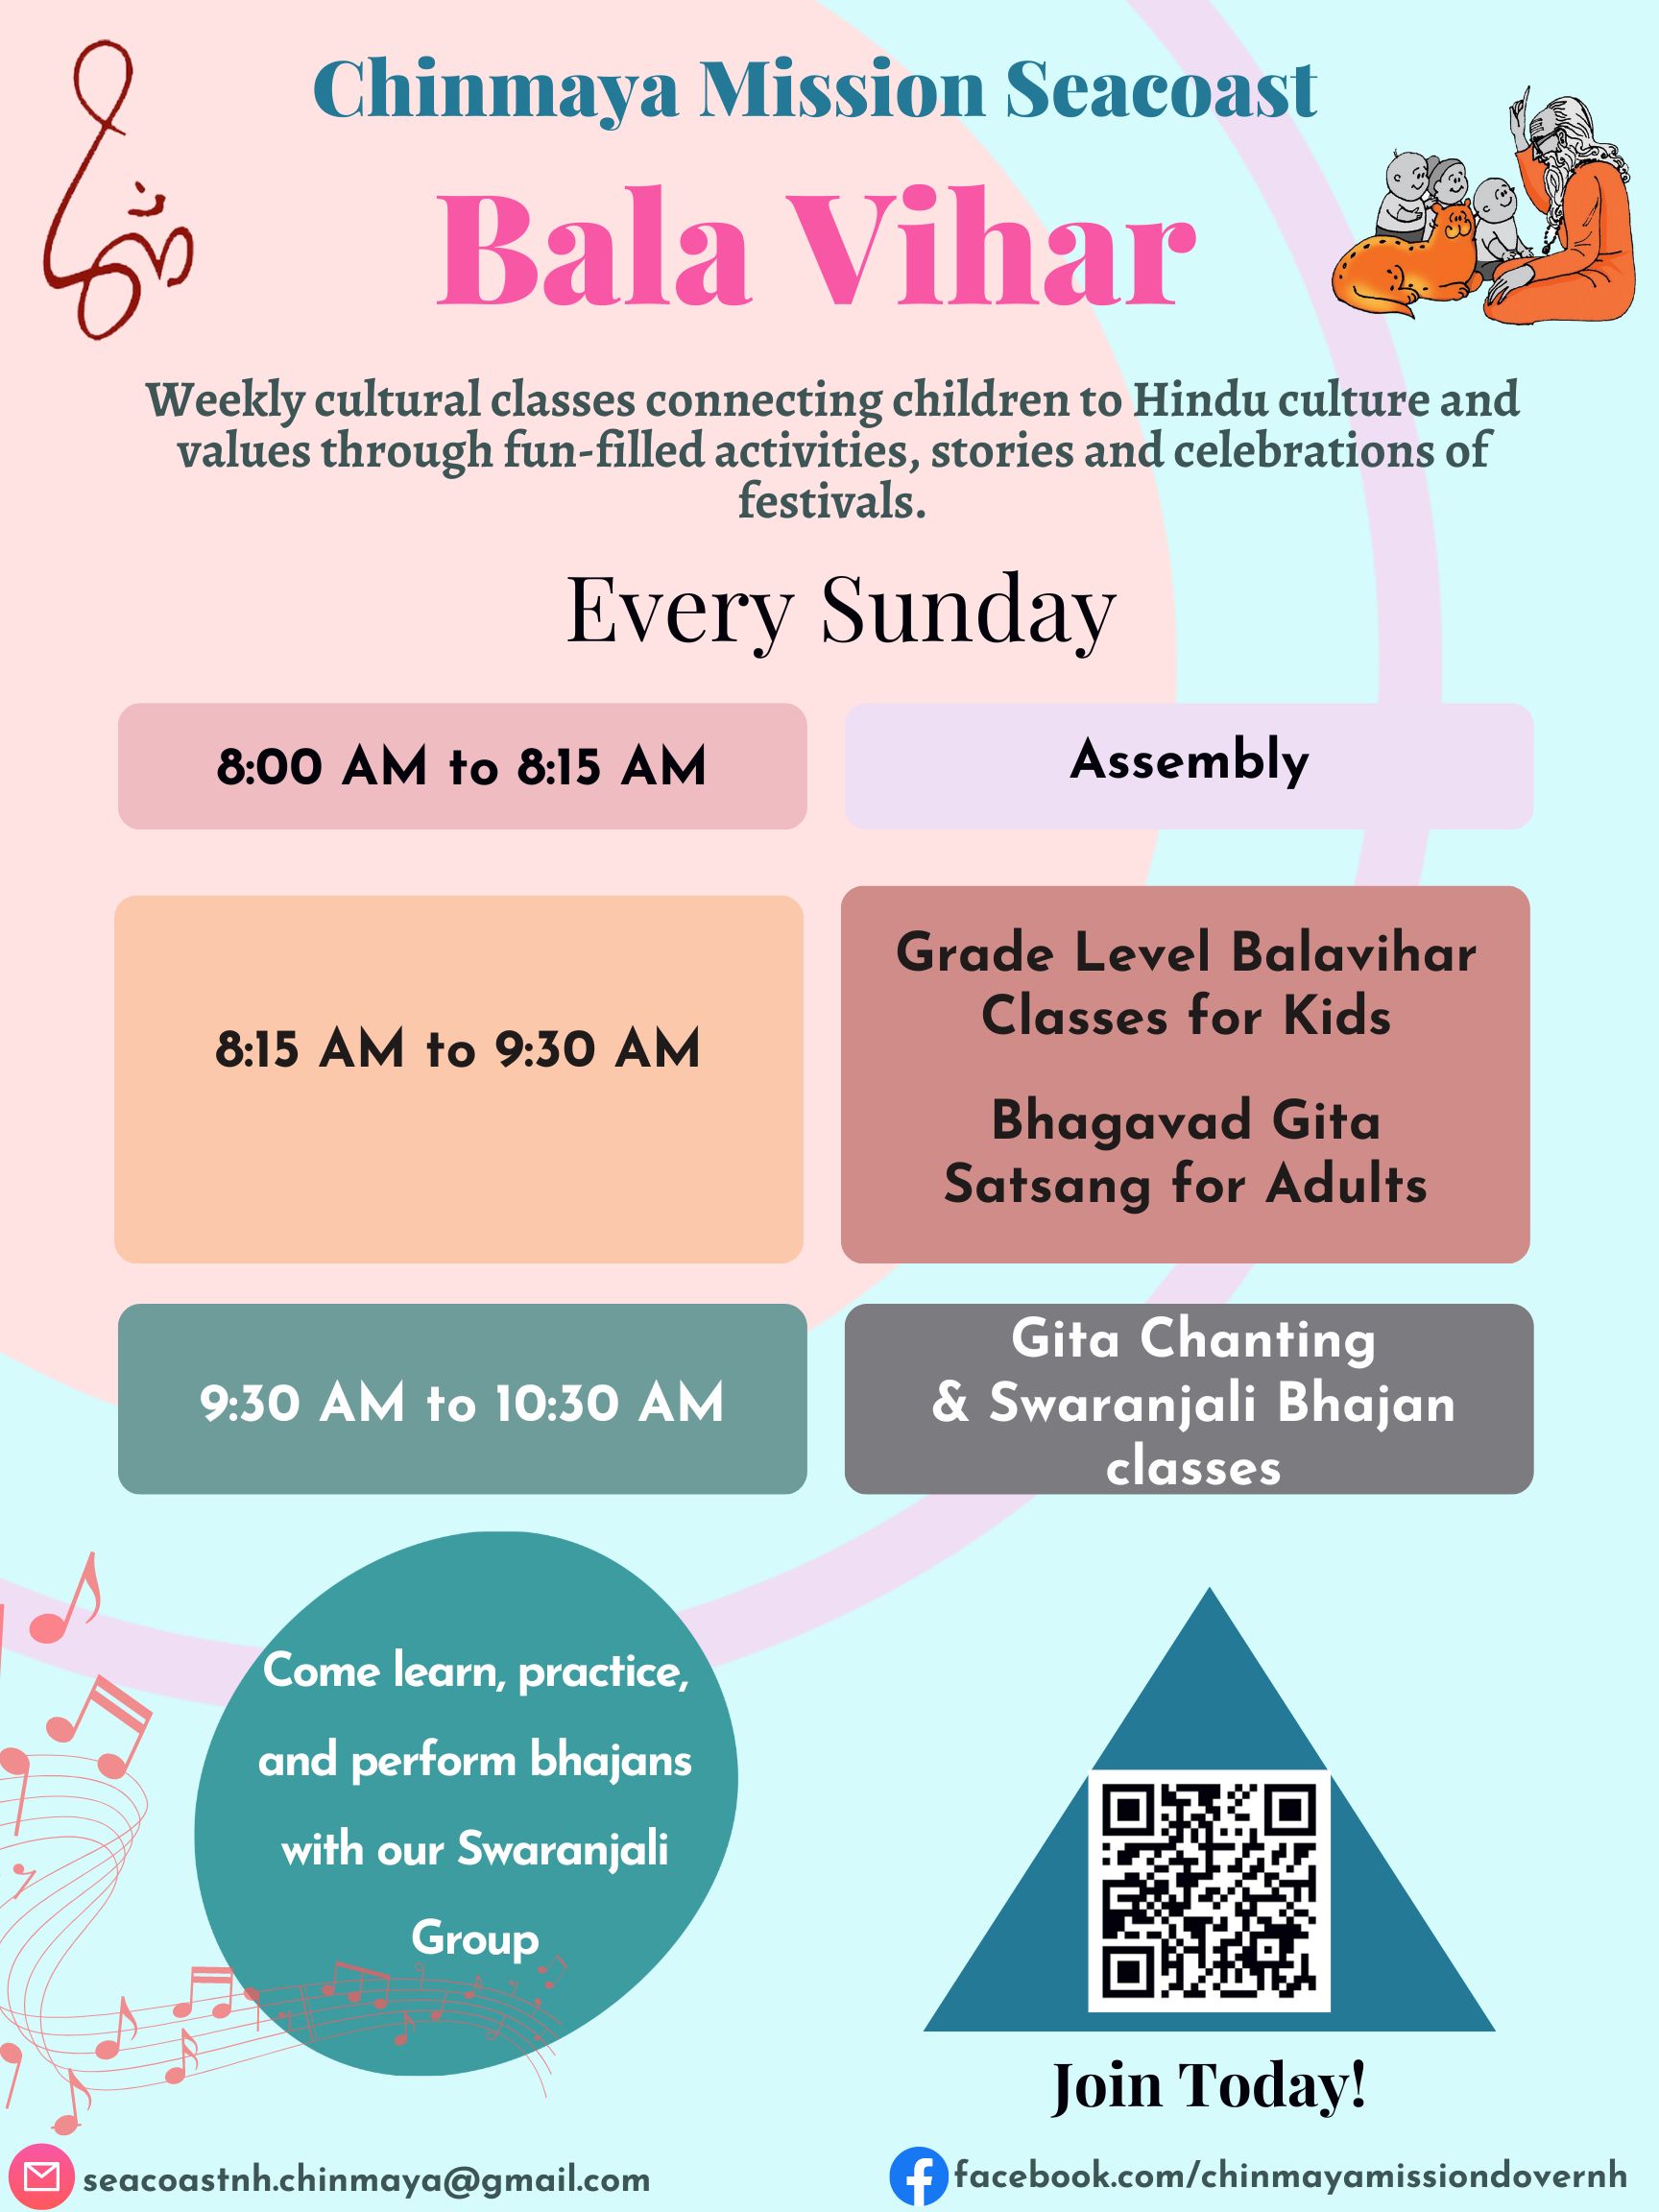 Chinmaya Mission Seacoast
Bala Vihar
Weekly cultural classes connecting children to Hindu culture and
values through fun-filled activities, stories and celebrations of
festivals.
Every Sunday
8:00 AM to 8:15 AM
Assembly
8:15 AM to 9:30 AM
Grade Level Balavihar
Classes for Kids
Bhagavad Gita
Satsang for Adults
9:30 AM to 10:30 AM
Gita Chanting
& Swaranjali Bhajan
classes
Come learn, practice,
and perform bhajans
with our Swaranjali
Group
Join Today!
seacoastnh.chinmaya@gmail.com
facebook.com/chinmayamissiondovernh